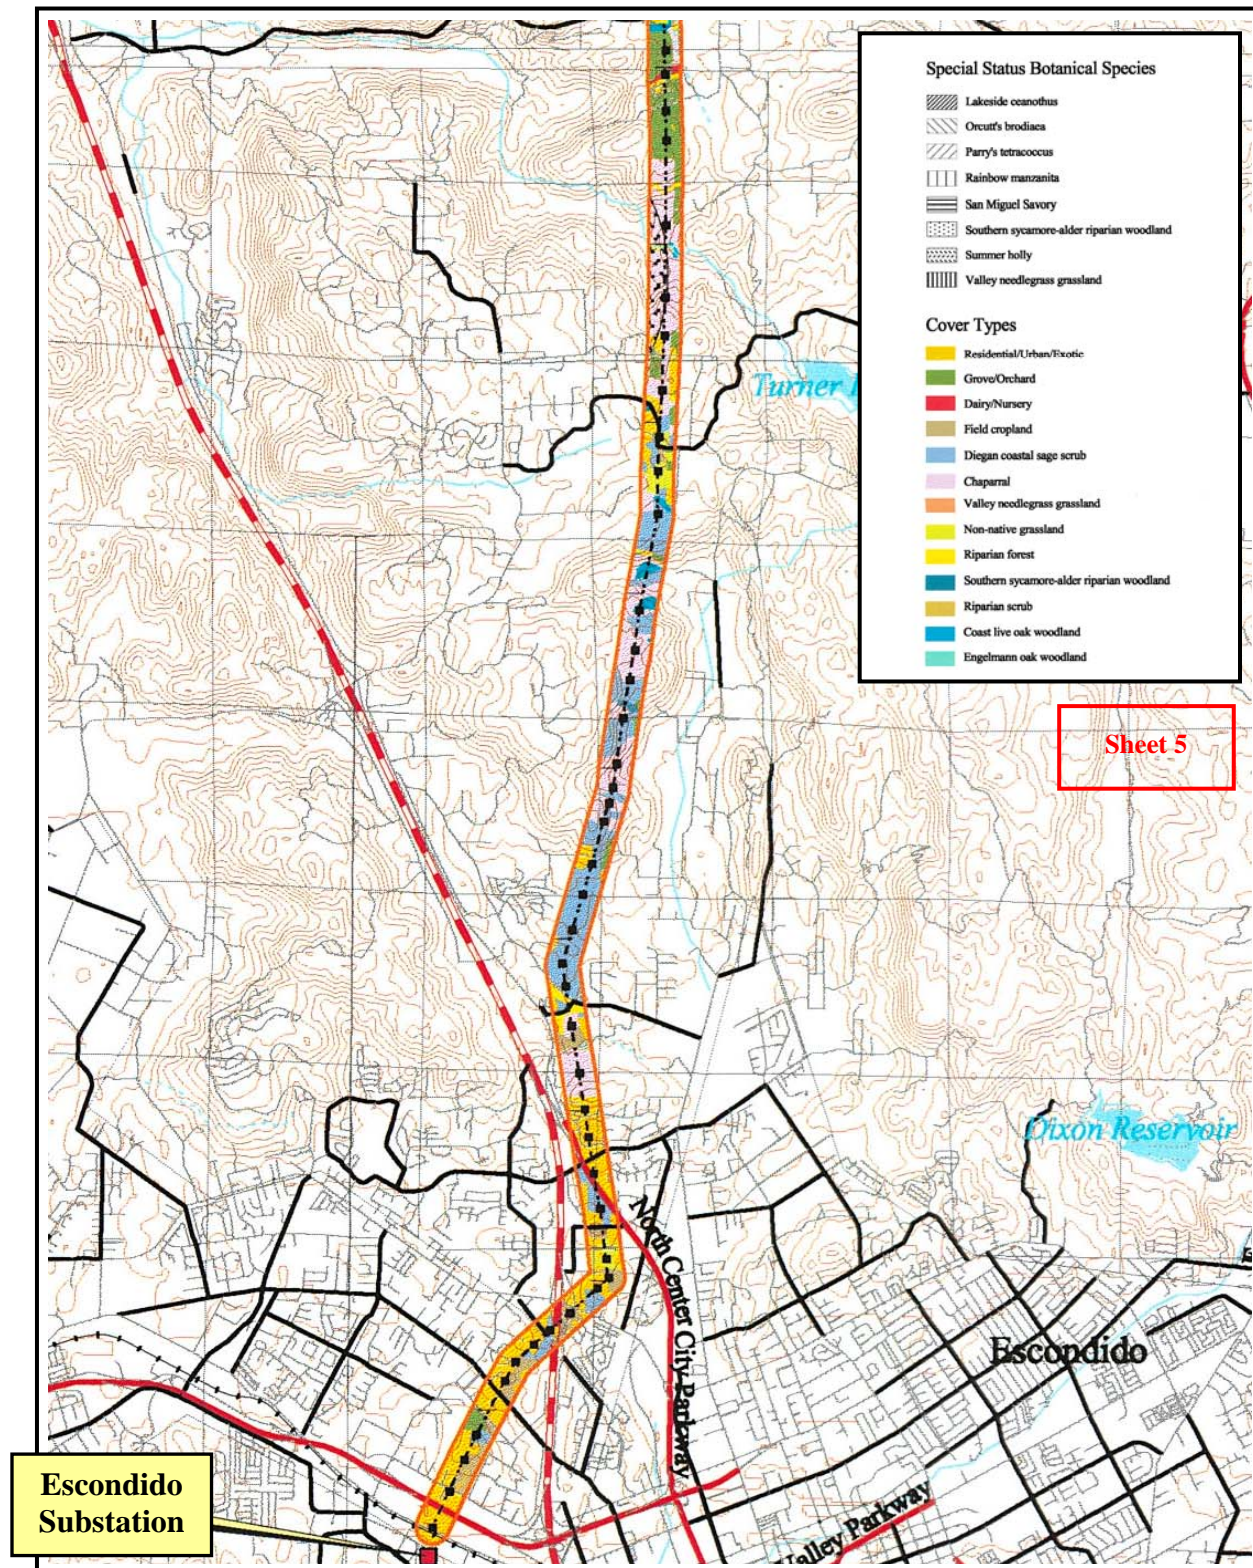 Special Status Botanical Species
Lakeside ceanothus
Orcutt's brodiaea
Parry's tetracoccus
Rainbow manzanita
San Miguel Savory
Southern sycamore-alder riparian woodland
Summer holly
Valley needlegrass grassland
Cover Types
Residential/Urban/Exotic
Grove/Orchard
Dairy/Nursery
Field cropland
Diegan coastal sage scrub
Chaparral
Valley needlegrass grassland
Non-native grassland
Riparian forest
Southern sycamore-alder riparian woodland
Riparian scrub
Coast live oak woodland
Engelmann oak woodland
Turner
Sheet 5
Dixon Reservoir
North Center City Parkway
Escondido
Valley Parkway
Escondido
Substation